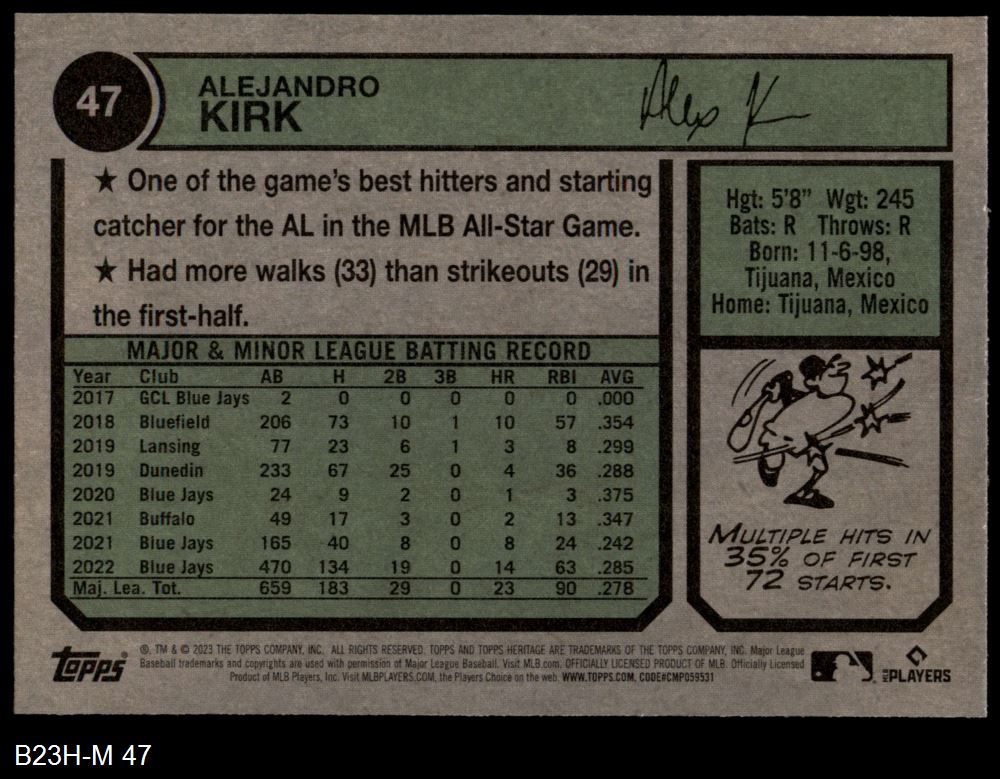 47
ALEJANDRO
KIRK
Alex K
★ One of the game's best hitters and starting
catcher for the AL in the MLB All-Star Game.
★ Had more walks (33) than strikeouts (29) in
the first-half.
Hgt: 5'8" Wgt: 245
Bats: R Throws: R
Born: 11-6-98,
Tijuana, Mexico
Home: Tijuana, Mexico
MAJOR & MINOR LEAGUE BATTING RECORD
Year Club AB H 2B 3B HR RBI AVG
2017 GCL Blue Jays 2 0 0 0 0 0 .000
2018 Bluefield 206 73 10 1 10 57 .354
2019 Lansing 77 23 6 1 3 8 .299
2019 Dunedin 233 67 25 0 4 36 .288
2020 Blue Jays 24 9 2 0 1 3 .375
2021 Buffalo 49 17 3 0 2 13 .347
2021 Blue Jays 165 40 8 0 8 24 .242
2022 Blue Jays 470 134 19 0 14 63 .285
Maj. Lea. Tot. 659 183 29 0 23 90 .278
MULTIPLE HITS IN
35% OF FIRST
72 STARTS.
Topps
®, TM & © 2023 THE TOPPS COMPANY, INC. ALL RIGHTS RESERVED. TOPPS AND TOPPS HERITAGE ARE TRADEMARKS OF THE TOPPS COMPANY, INC. Major League
Baseball trademarks and copyrights are used with permission of Major League Baseball. Visit MLB.com. OFFICIALLY LICENSED PRODUCT OF MLB. Officially Licensed
Product of MLB Players, Inc. Visit MLBPLAYERS.COM, the Players Choice on the web. WWW.TOPPS.COM, CODE#CMP059531
PLAYERS
B23H-M 47